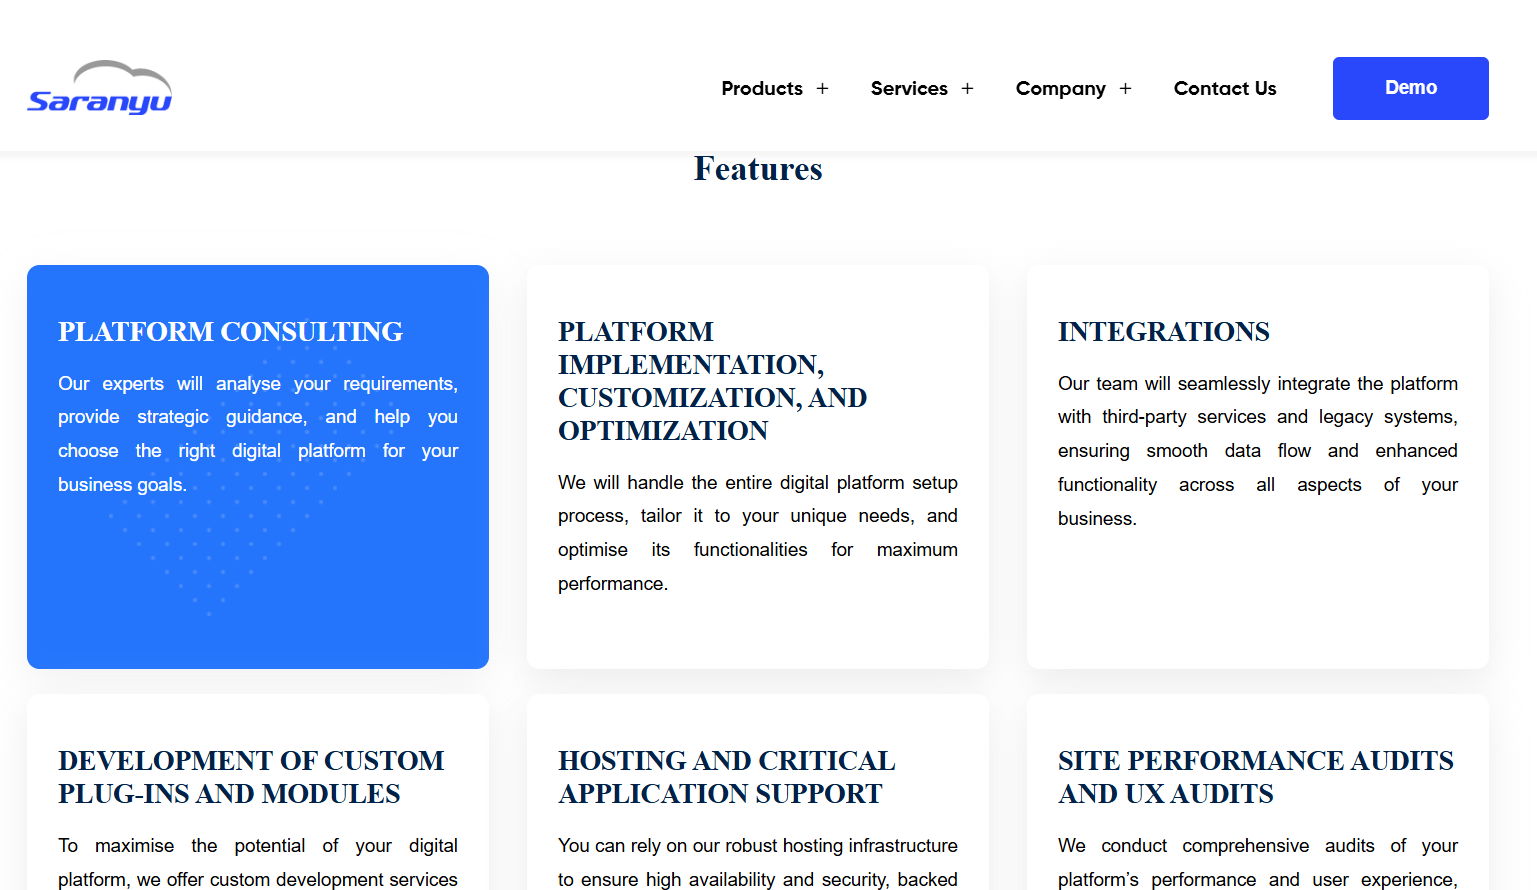 Saranyu
Products +
Services +
Company +
Contact Us
Demo
Features
PLATFORM CONSULTING
Our experts will analyse your requirements,
provide strategic guidance, and help you
choose the right digital platform for your
business goals.
PLATFORM
IMPLEMENTATION,
CUSTOMIZATION, AND
OPTIMIZATION
We will handle the entire digital platform setup
process, tailor it to your unique needs, and
optimise its functionalities for maximum
performance.
INTEGRATIONS
Our team will seamlessly integrate the platform
with third-party services and legacy systems,
ensuring smooth data flow and enhanced
functionality across all aspects of your
business.
DEVELOPMENT OF CUSTOM
PLUG-INS AND MODULES
To maximise the potential of your digital
platform, we offer custom development services
HOSTING AND CRITICAL
APPLICATION SUPPORT
You can rely on our robust hosting infrastructure
to ensure high availability and security, backed
SITE PERFORMANCE AUDITS
AND UX AUDITS
We conduct comprehensive audits of your
platform’s performance and user experience,